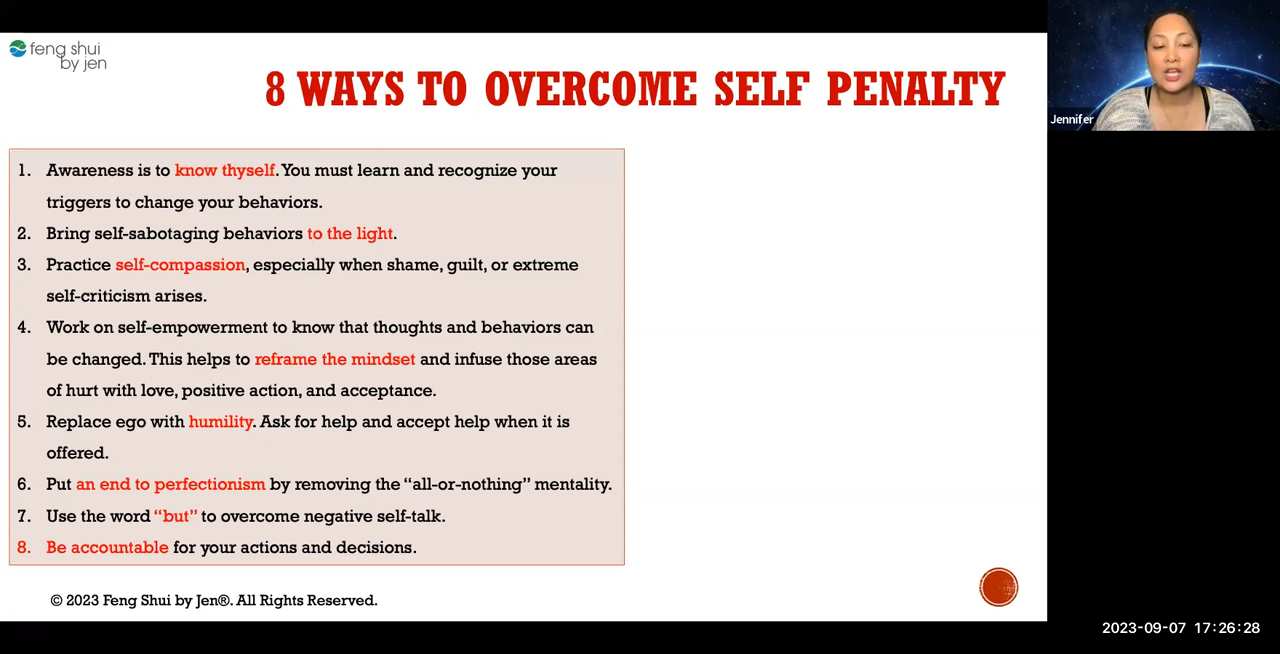 feng shui
by jen
8 WAYS TO OVERCOME SELF PENALTY
Jennifer
1. Awareness is to know thyself. You must learn and recognize your
triggers to change your behaviors.
2. Bring self-sabotaging behaviors to the light.
3. Practice self-compassion, especially when shame, guilt, or extreme
self-criticism arises.
4. Work on self-empowerment to know that thoughts and behaviors can
be changed. This helps to reframe the mindset and infuse those areas
of hurt with love, positive action, and acceptance.
5. Replace ego with humility. Ask for help and accept help when it is
offered.
6. Put an end to perfectionism by removing the “all-or-nothing” mentality.
7. Use the word “but” to overcome negative self-talk.
8. Be accountable for your actions and decisions.
© 2023 Feng Shui by Jen®. All Rights Reserved.
2023-09-07 17:26:28